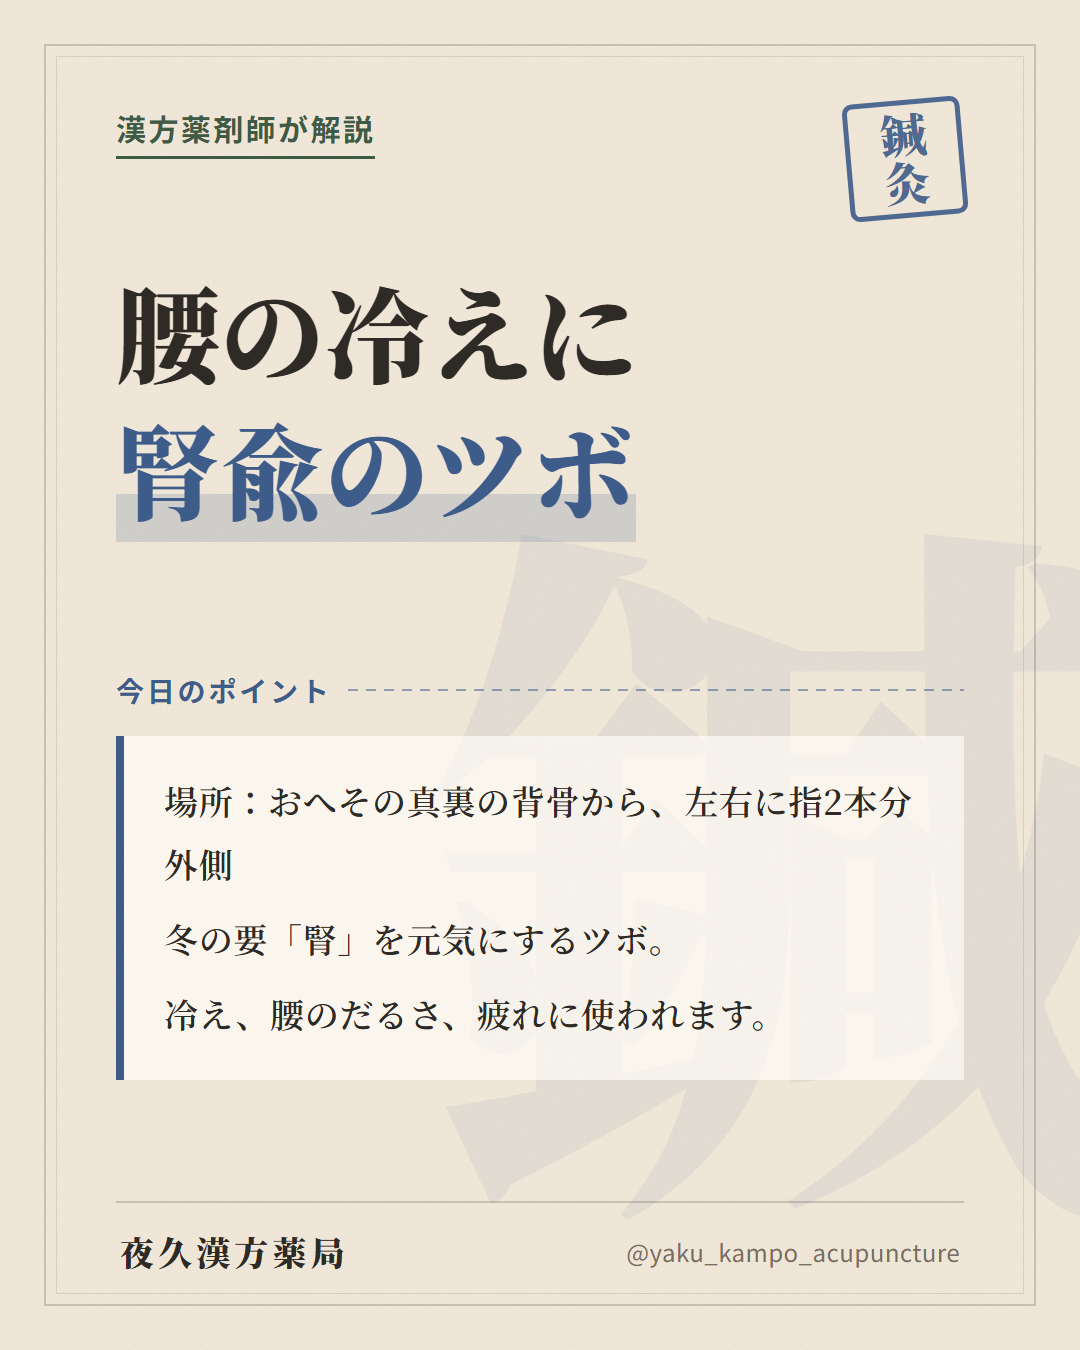 漢方薬剤師が解説
鍼
灸
腰の冷えに
腎兪のツボ
今日のポイント
場所：おへその真裏の背骨から、左右に指2本分
外側
冬の要「腎」を元気にするツボ。
冷え、腰のだるさ、疲れに使われます。
鍼
夜久漢方薬局
@yaku_kampo_acupuncture